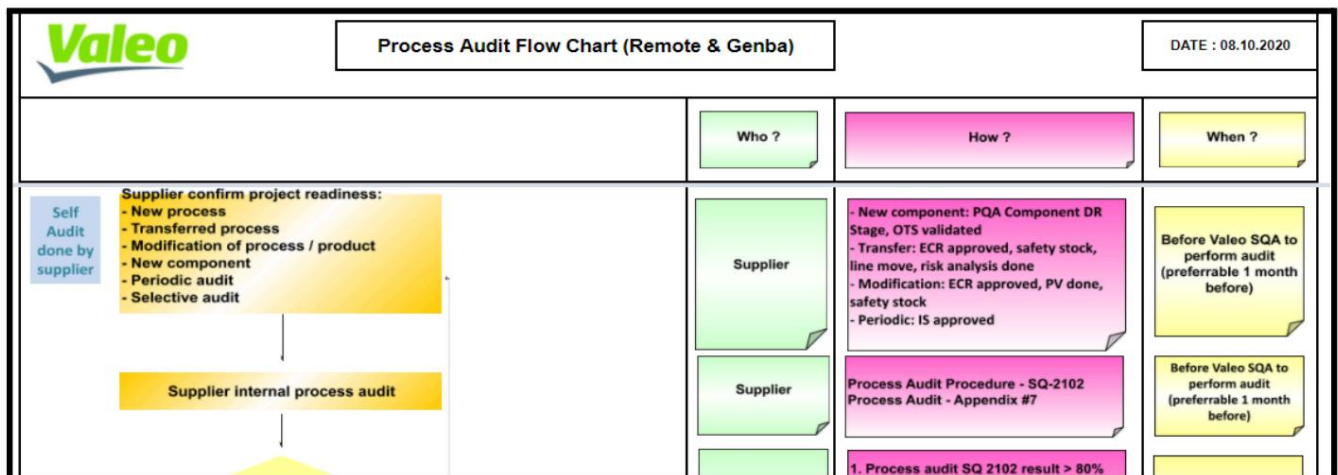 Valeo
Process Audit Flow Chart (Remote & Genba)
DATE : 08.10.2020
Who ?
How ?
When ?
Self
Audit
done by
supplier
Supplier confirm project readiness:
- New process
- Transferred process
- Modification of process / product
- New component
- Periodic audit
- Selective audit
Supplier
- New component: PQA Component DR
Stage, OTS validated
- Transfer: ECR approved, safety stock,
line move, risk analysis done
- Modification: ECR approved, PV done,
safety stock
- Periodic: IS approved
Before Valeo SQA to
perform audit
(preferrable 1 month
before)
Supplier internal process audit
Supplier
Process Audit Procedure - SQ-2102
Process Audit - Appendix #7
Before Valeo SQA to
perform audit
(preferrable 1 month
before)
1. Process audit SQ 2102 result > 80%